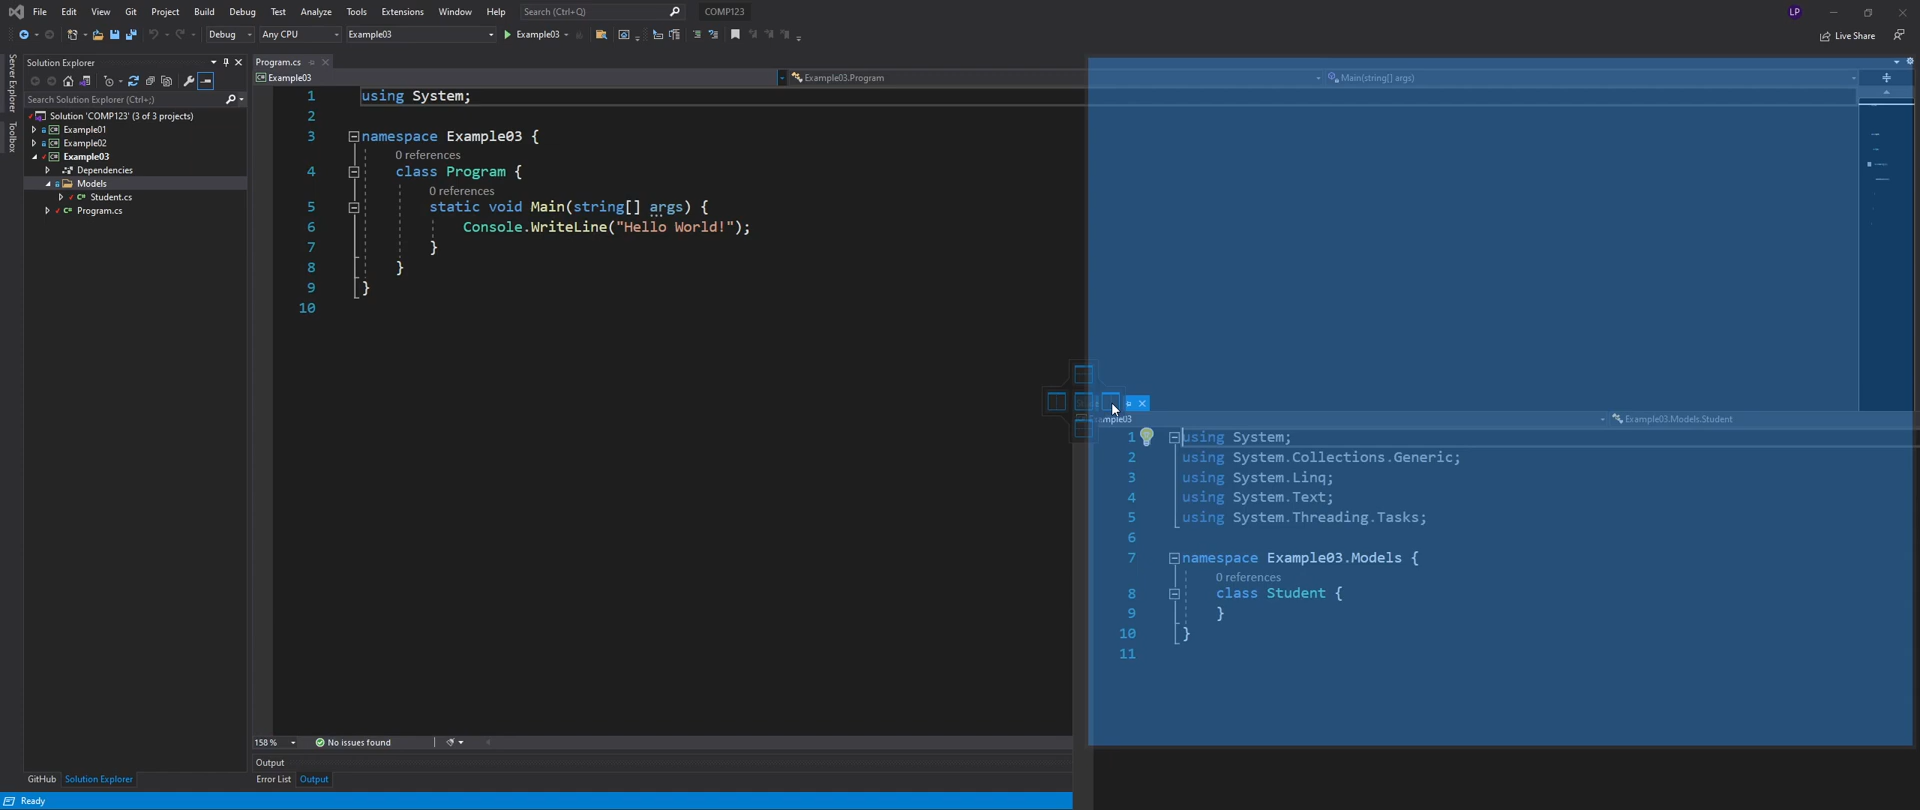 File Edit View Git Project Build Debug Test Analyze Tools Extensions Window Help Search (Ctrl+Q) COMP123 LP
Debug Any CPU Example03 Example03 Live Share
Server Explorer
Toolbox
Solution Explorer
Search Solution Explorer (Ctrl+;)
Solution 'COMP123' (3 of 3 projects)
Example01
Example02
Example03
Dependencies
Models
Student.cs
Program.cs
GitHub Solution Explorer
Program.cs
Example03 Example03.Program Main(string[] args)
1 using System;
2
3 namespace Example03 {
0 references
4 class Program {
0 references
5 static void Main(string[] args) {
6 Console.WriteLine("Hello World!");
7 }
8 }
9 }
10
158 % No issues found
Output
Error List Output
Example03 Example03.Models.Student
1 using System;
2 using System.Collections.Generic;
3 using System.Linq;
4 using System.Text;
5 using System.Threading.Tasks;
6
7 namespace Example03.Models {
0 references
8 class Student {
9 }
10 }
11
Ready